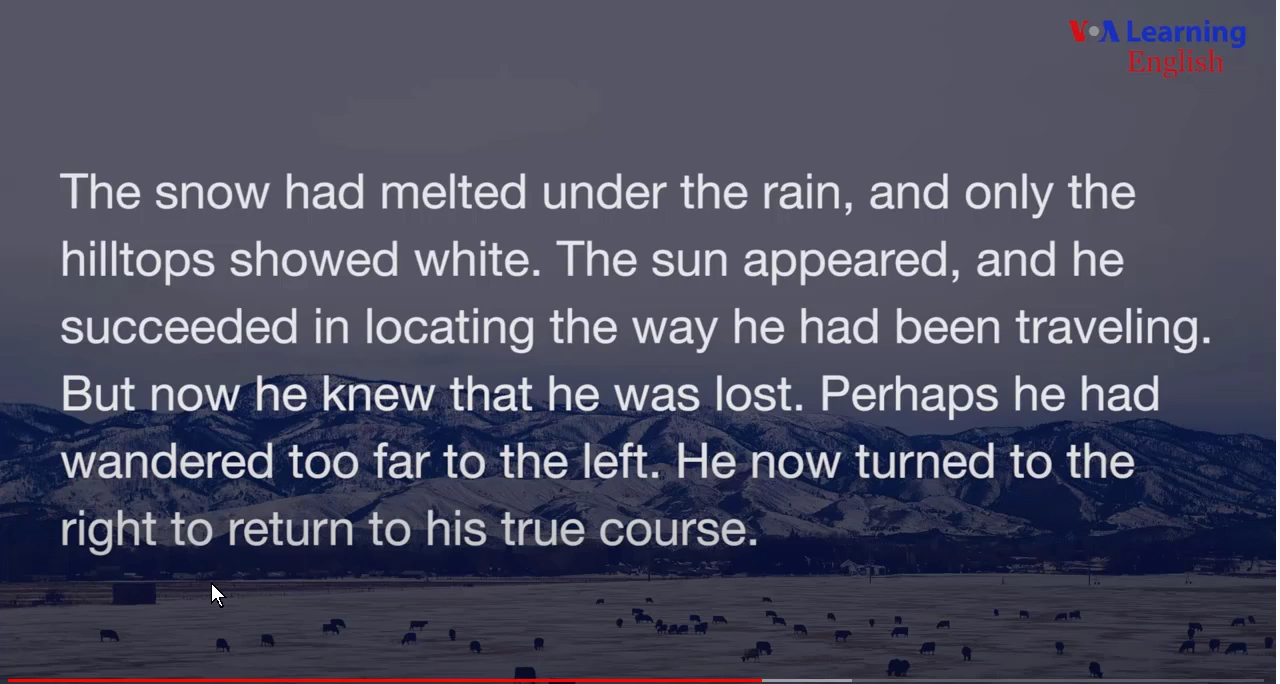 VOA Learning
English
The snow had melted under the rain, and only the
hilltops showed white. The sun appeared, and he
succeeded in locating the way he had been traveling.
But now he knew that he was lost. Perhaps he had
wandered too far to the left. He now turned to the
right to return to his true course.